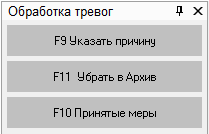 Обработка тревог
F9 Указать причину
F11 Убрать в Архив
F10 Принятые меры